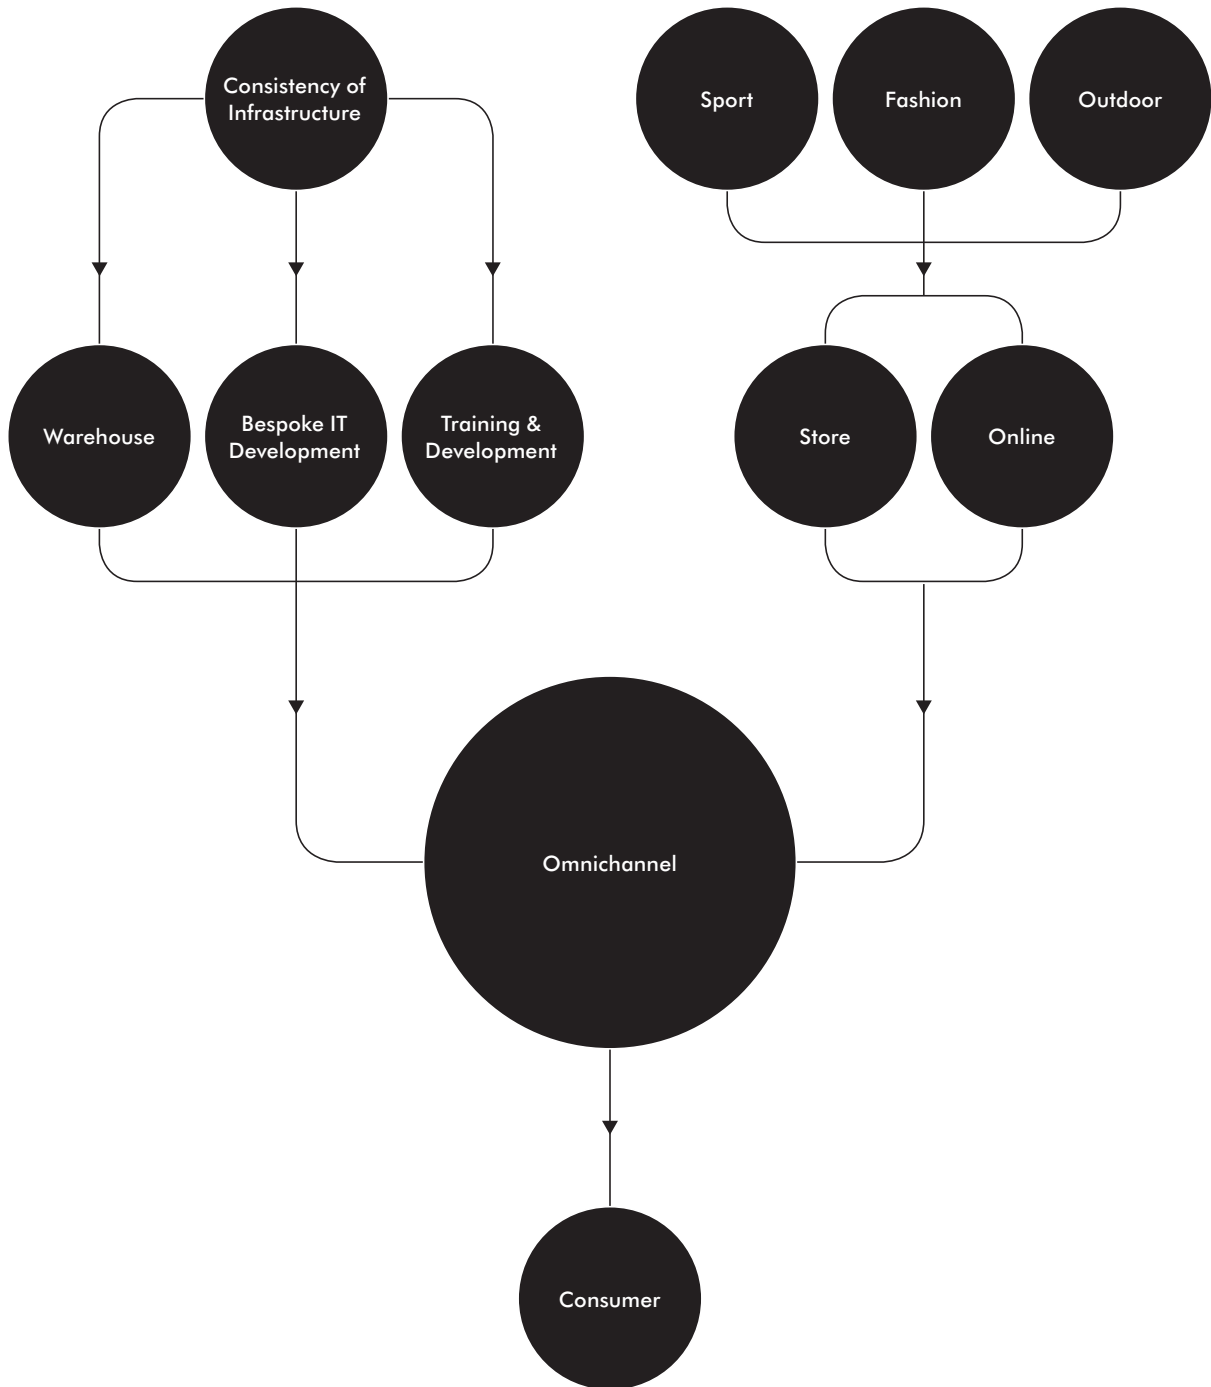 Consistency of
Infrastructure
Sport
Fashion
Outdoor
Warehouse
Bespoke IT
Development
Training &
Development
Store
Online
Omnichannel
Consumer